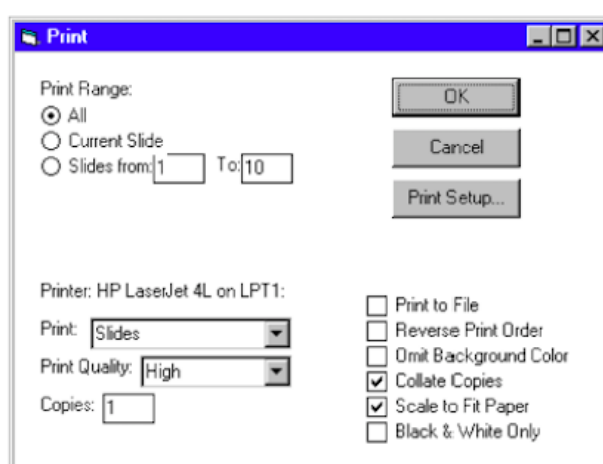 Print
Print Range:
All
Current Slide
Slides from: 1 To: 10
OK
Cancel
Print Setup...
Printer: HP LaserJet 4L on LPT1:
Print: Slides
Print Quality: High
Copies: 1
Print to File
Reverse Print Order
Omit Background Color
Collate Copies
Scale to Fit Paper
Black & White Only